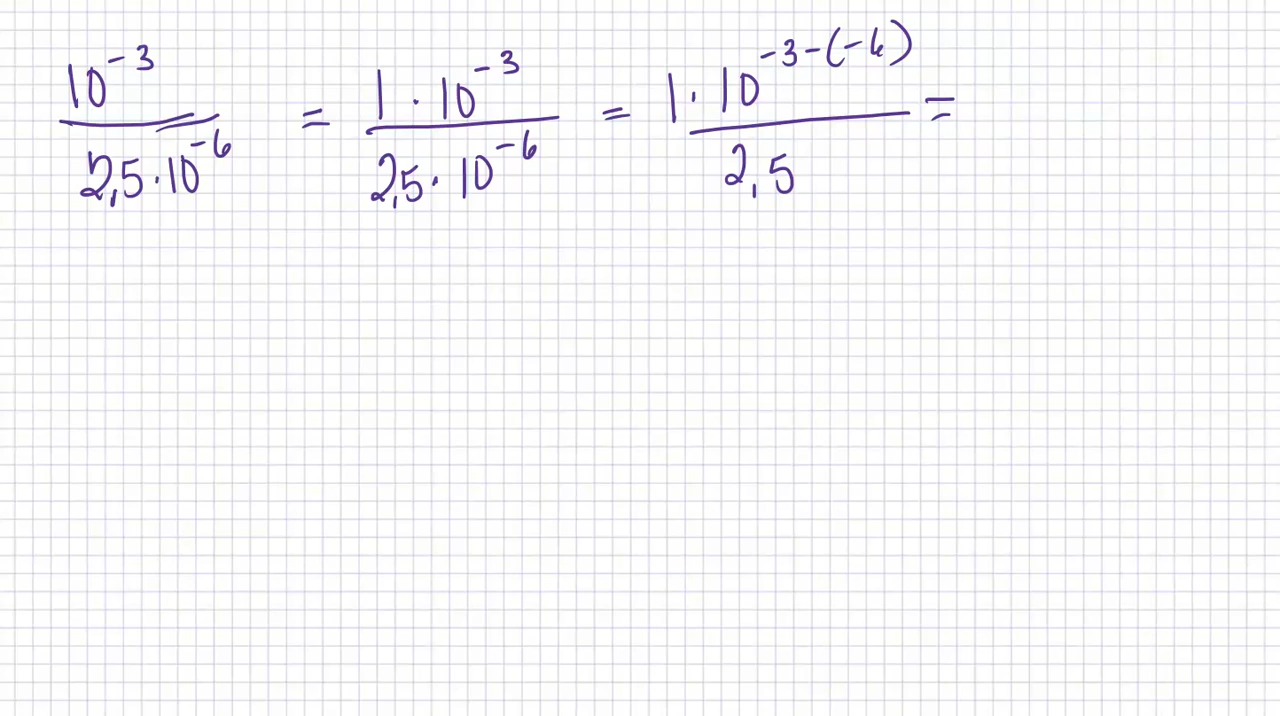 10^{-3} / 2,5·10^{-6} = 1·10^{-3} / 2,5·10^{-6} = 1·10^{-3-(-6)} / 2,5 =